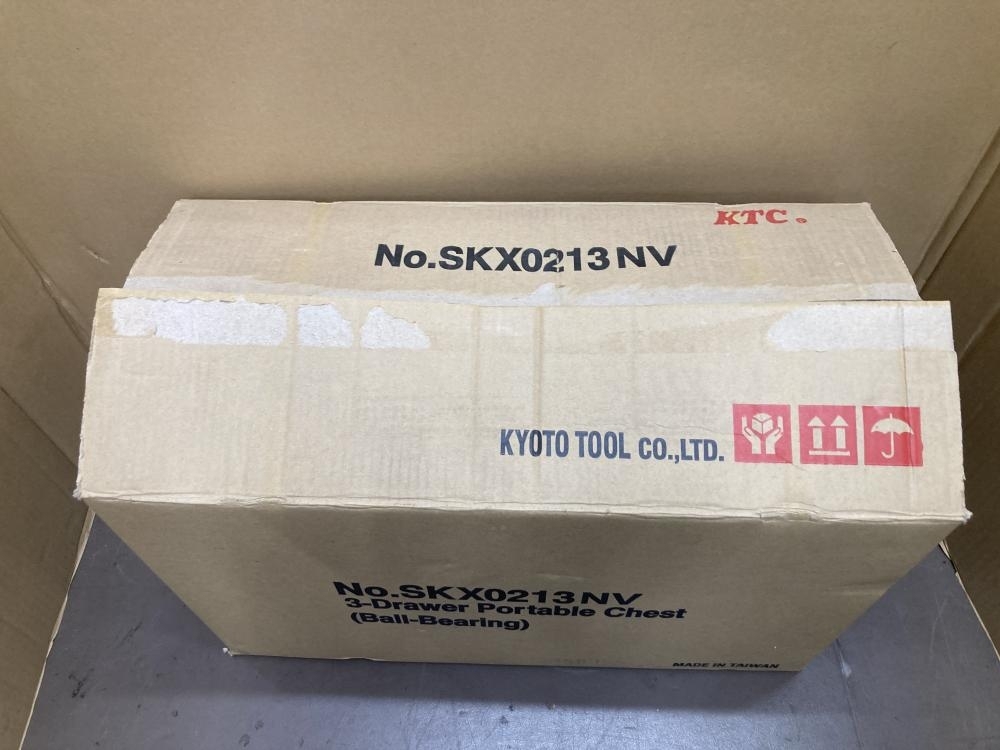 KTC®
No.SKX0213NV
KYOTO TOOL CO.,LTD.
No.SKX0213NV
3-Drawer Portable Chest
(Ball-Bearing)
MADE IN TAIWAN